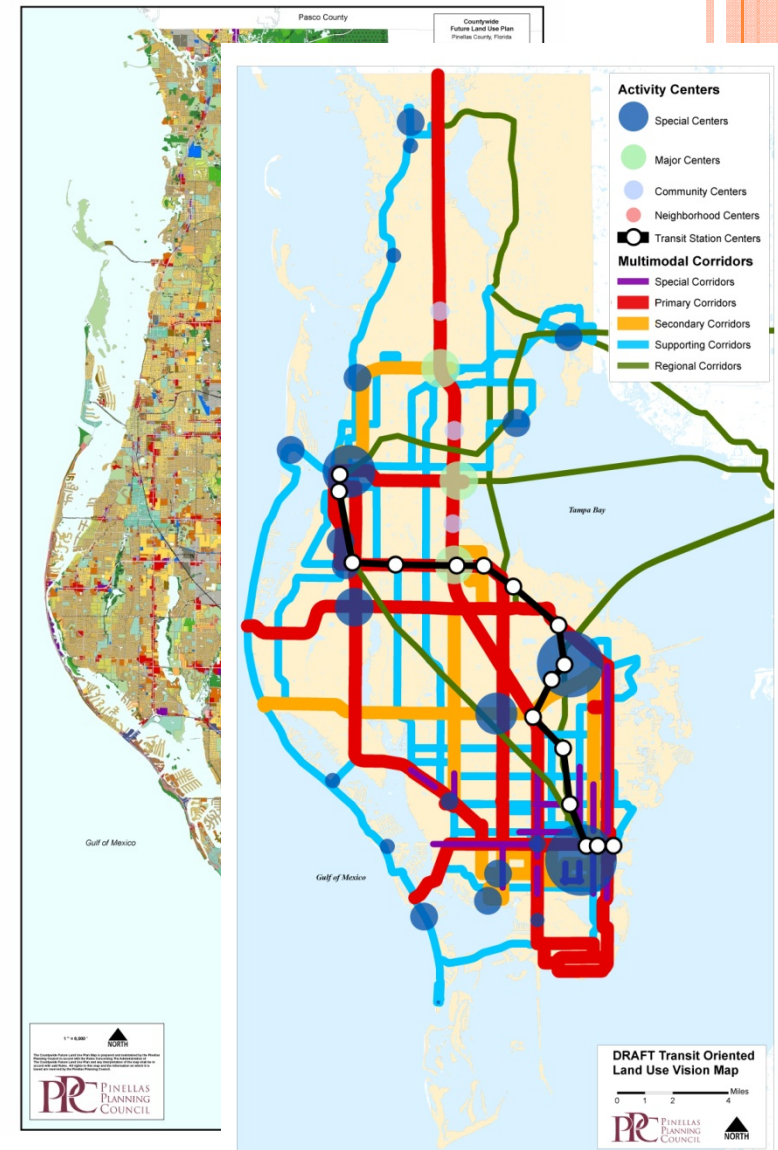 Pasco County
Countywide
Future Land Use Plan
Pinellas County, Florida
Gulf of Mexico
1" = 6,000'
NORTH
PPC PINELLAS
PLANNING
COUNCIL
Activity Centers
Special Centers
Major Centers
Community Centers
Neighborhood Centers
Transit Station Centers
Multimodal Corridors
Special Corridors
Primary Corridors
Secondary Corridors
Supporting Corridors
Regional Corridors
Tampa Bay
Gulf of Mexico
DRAFT Transit Oriented
Land Use Vision Map
Miles
0 1 2 4
PPC PINELLAS
PLANNING
COUNCIL
NORTH